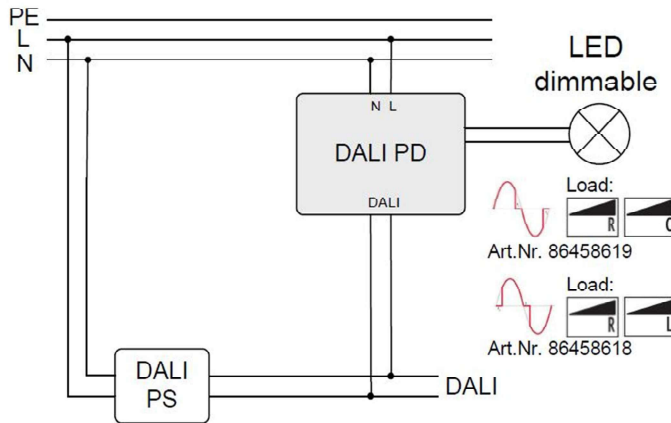 PE
L
N
LED
dimmable
N L
DALI PD
DALI
Load:
R
C
Art.Nr. 86458619
Load:
R
L
Art.Nr. 86458618
DALI
PS
DALI